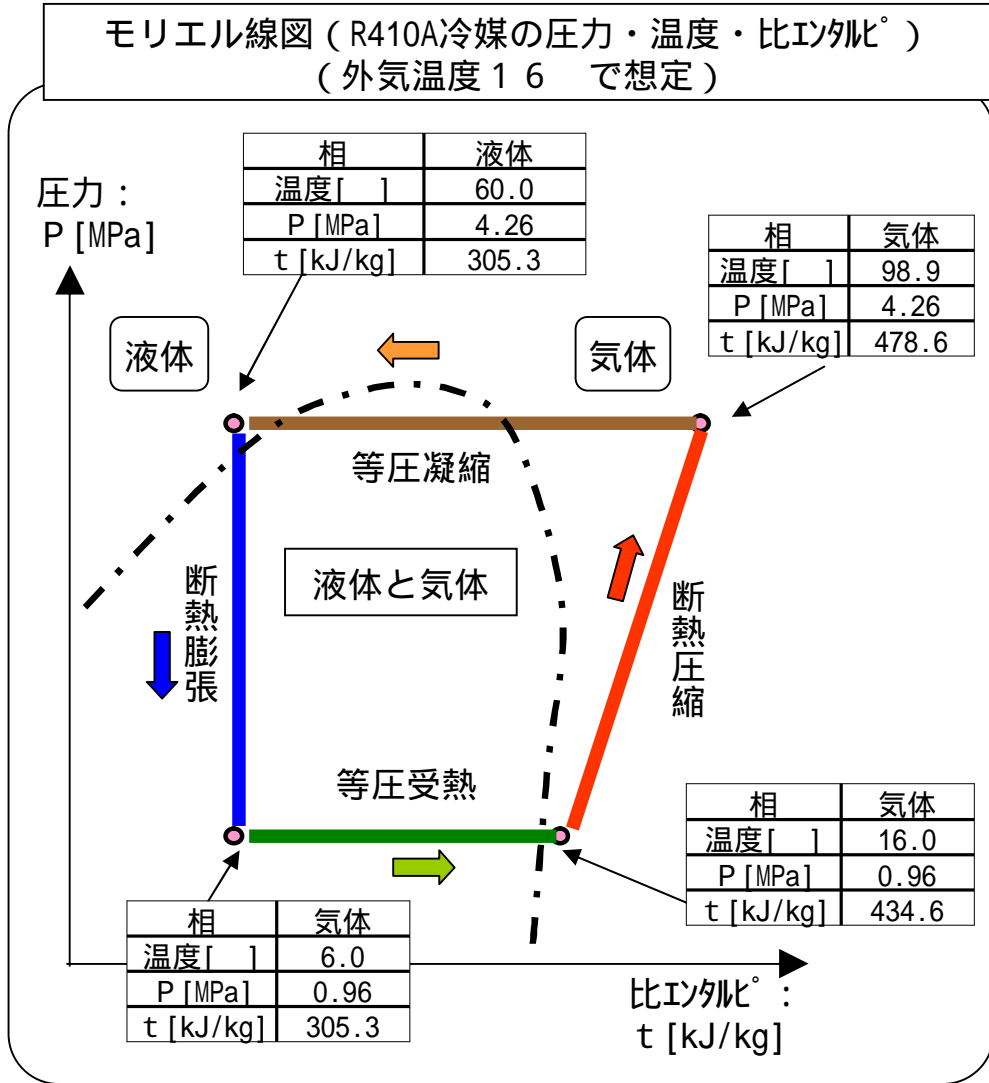 モリエル線図（R410A冷媒の圧力・温度・比ｴﾝﾀﾙﾋﾟ）
（外気温度１６　で想定）
圧力：
P [MPa]
相 液体
温度[　] 60.0
P [MPa] 4.26
t [kJ/kg] 305.3
相 気体
温度[　] 98.9
P [MPa] 4.26
t [kJ/kg] 478.6
液体
気体
等圧凝縮
液体と気体
断熱膨張
断熱圧縮
等圧受熱
相 気体
温度[　] 16.0
P [MPa] 0.96
t [kJ/kg] 434.6
相 気体
温度[　] 6.0
P [MPa] 0.96
t [kJ/kg] 305.3
比ｴﾝﾀﾙﾋﾟ：
t [kJ/kg]